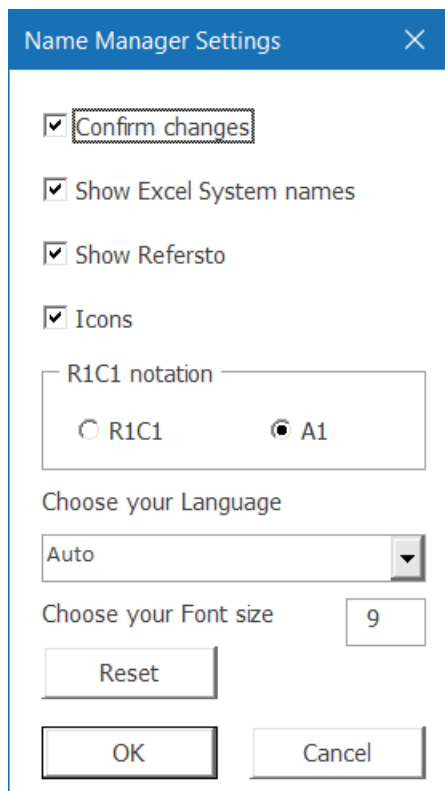 Name Manager Settings
Confirm changes
Show Excel System names
Show Refersto
Icons
R1C1 notation
R1C1 A1
Choose your Language
Auto
Choose your Font size 9
Reset
OK Cancel